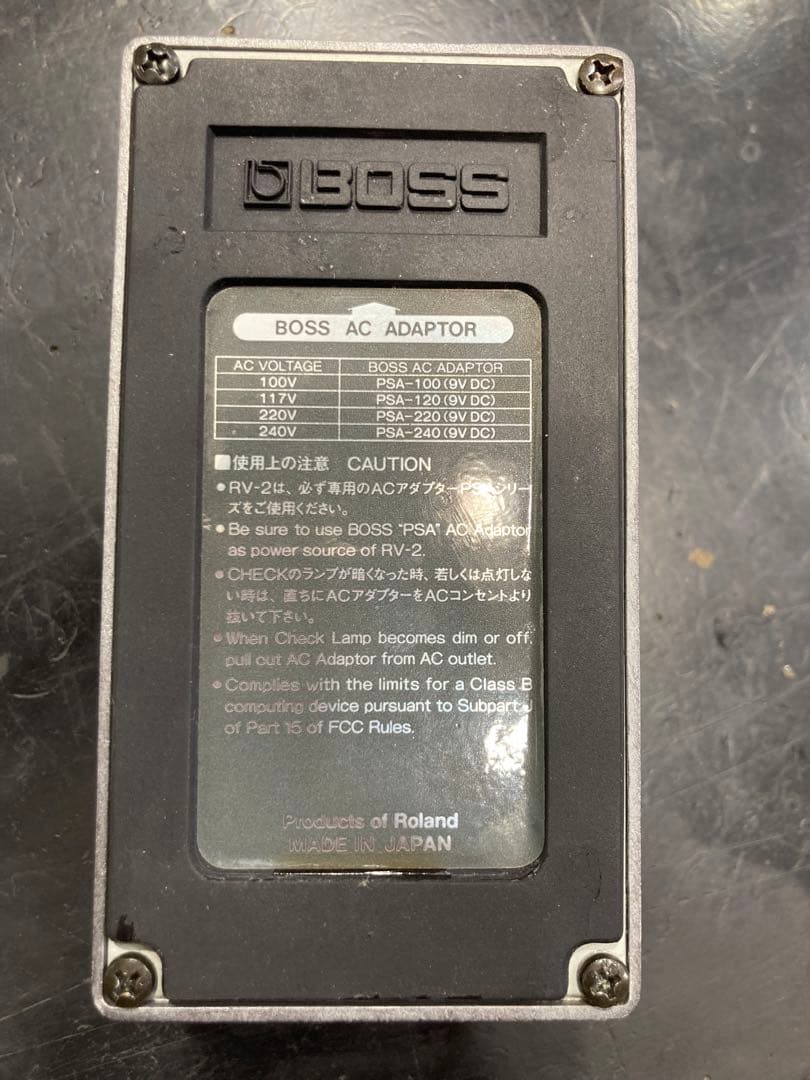 BOSS
BOSS AC ADAPTOR
AC VOLTAGE BOSS AC ADAPTOR
100V PSA-100 (9V DC)
117V PSA-120 (9V DC)
220V PSA-220 (9V DC)
240V PSA-240 (9V DC)
■使用上の注意 CAUTION
●RV-2は、必ず専用のACアダプターPSAシリー
ズをご使用ください。
●Be sure to use BOSS "PSA" AC Adaptor
as power source of RV-2.
●CHECKのランプが暗くなった時、若しくは点灯しな
い時は、直ちにACアダプターをACコンセントより
抜いて下さい。
●When Check Lamp becomes dim or off,
pull out AC Adaptor from AC outlet.
●Complies with the limits for a Class B
computing device pursuant to Subpart J
of Part 15 of FCC Rules.
Products of Roland
MADE IN JAPAN